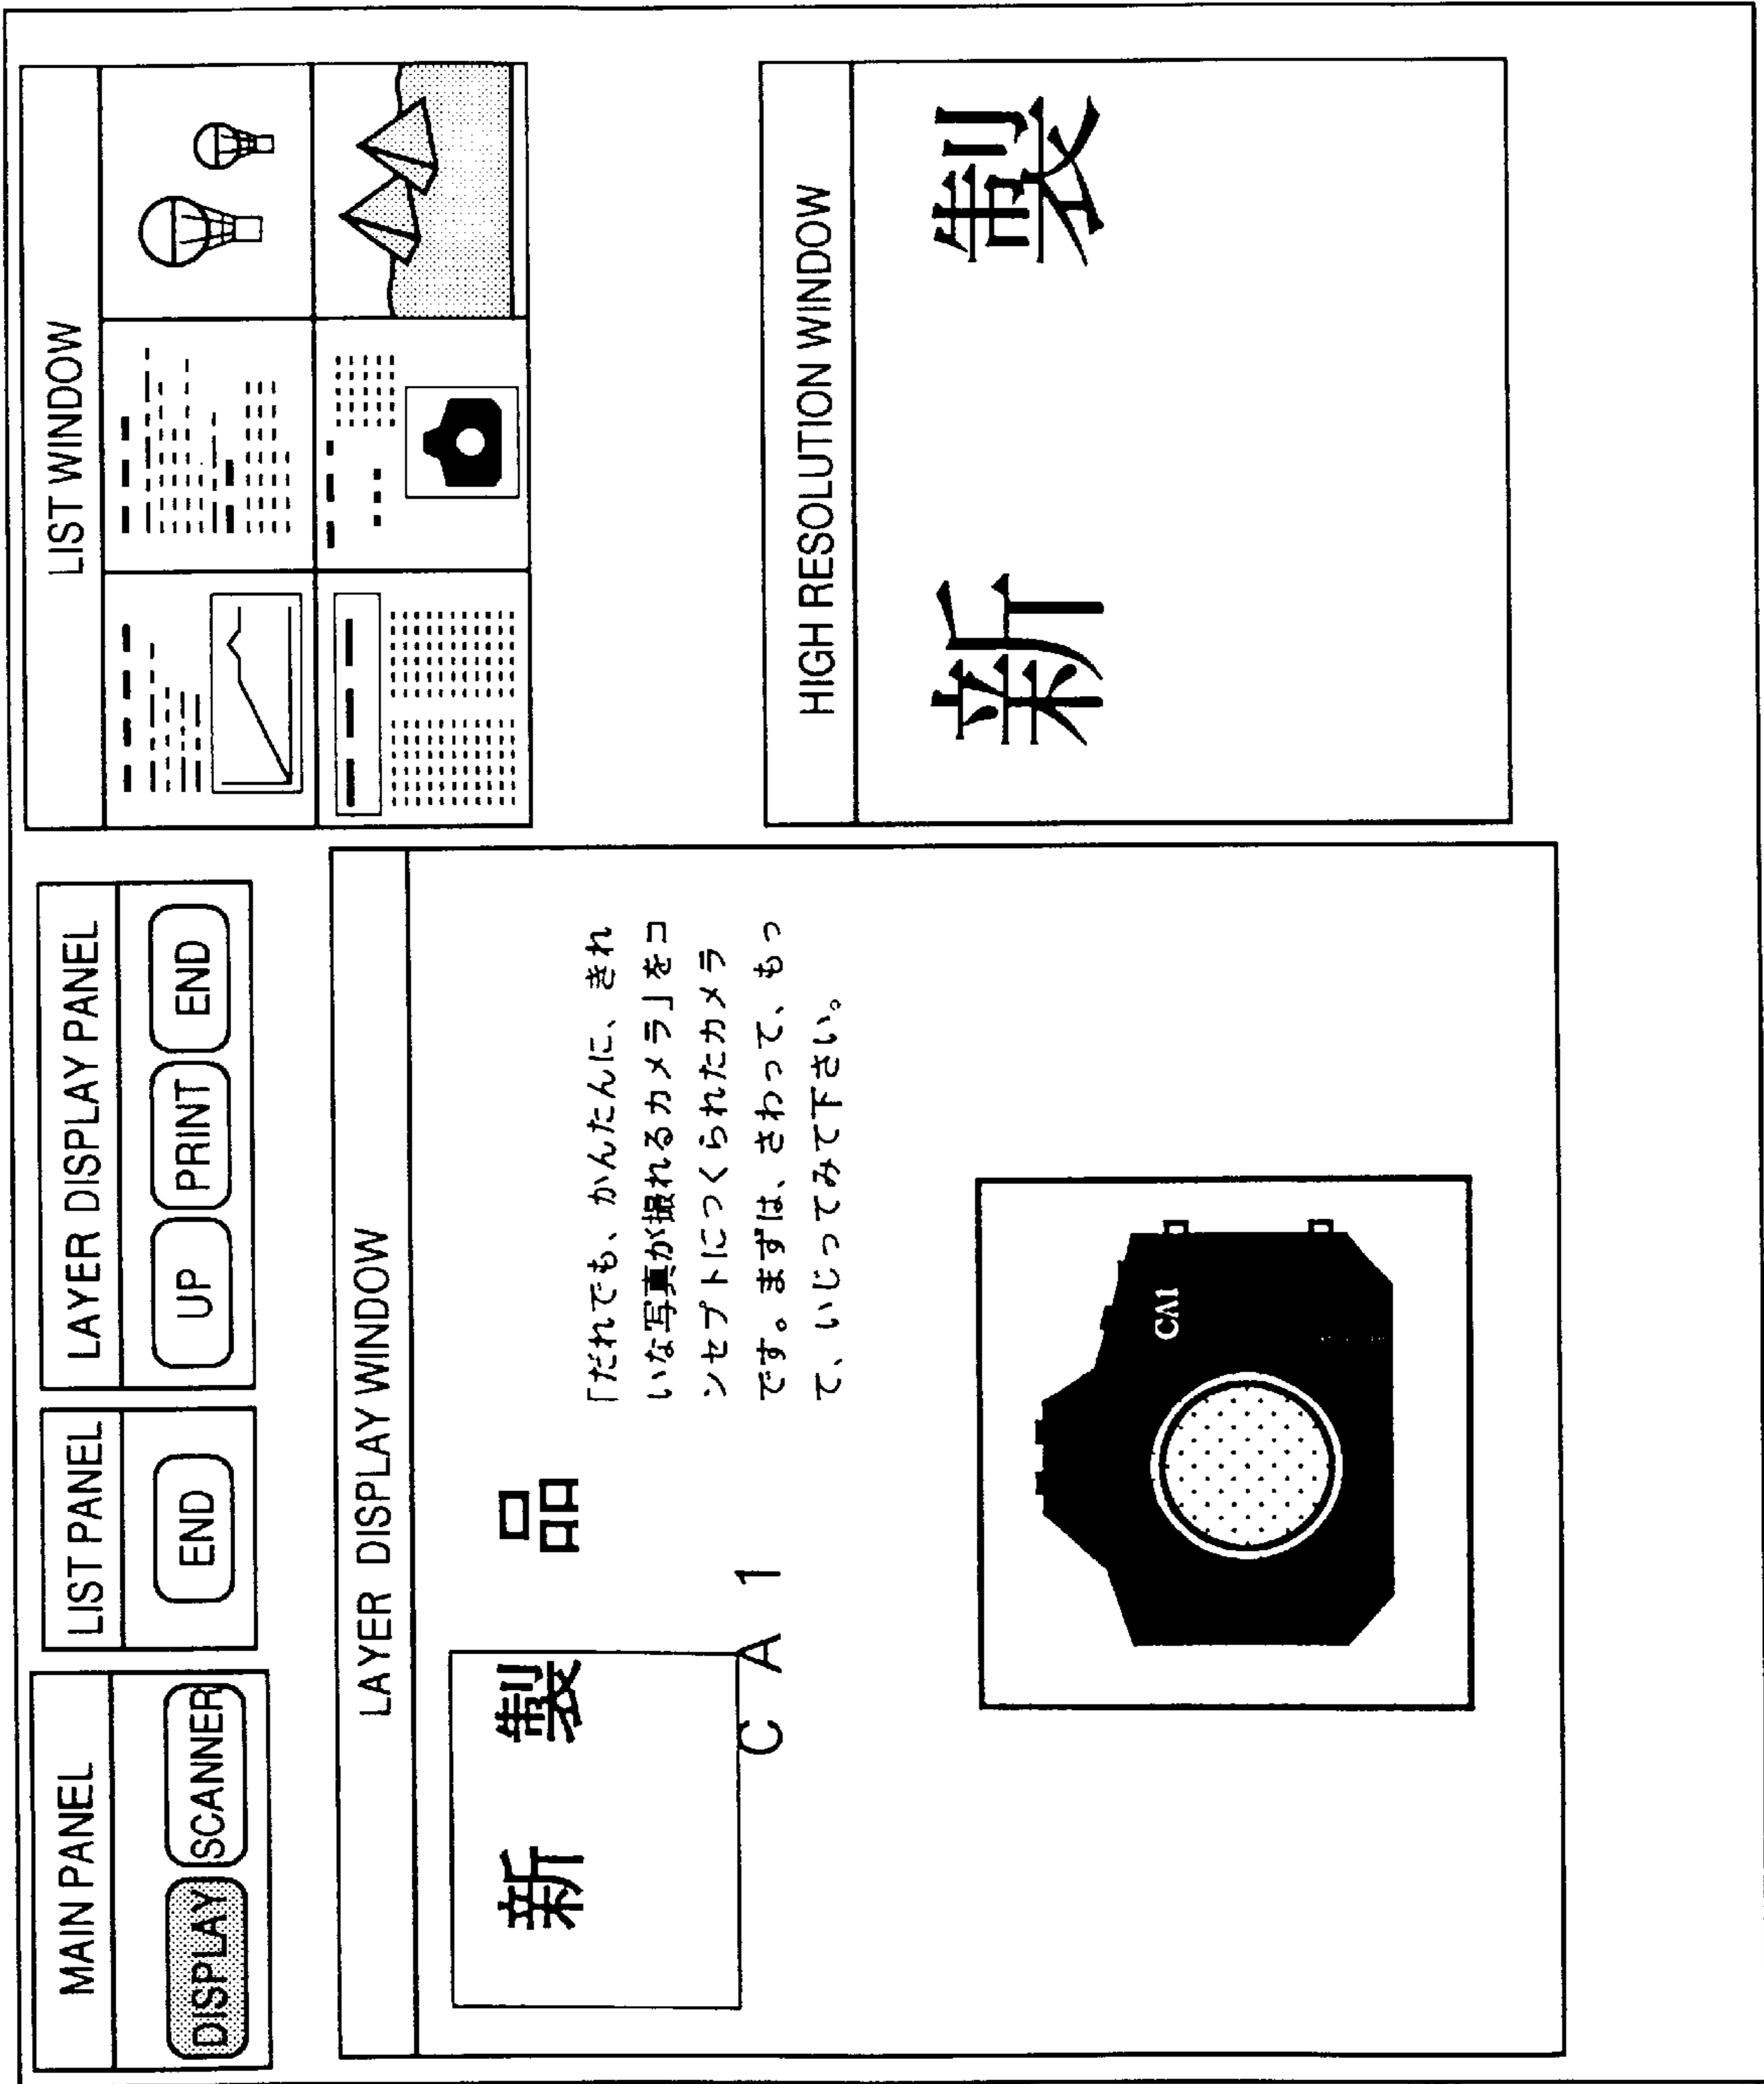 MAIN PANEL
DISPLAY
SCANNER
LIST PANEL
END
LAYER DISPLAY PANEL
UP
PRINT
END
LIST WINDOW
LAYER DISPLAY WINDOW
新 製 品
C A 1
「だれでも、かんたんに、きれ
いな写真が撮れるカメラ」をコ
ンセプトにつくられたカメラ
です。まずは、さわって、もっ
て、いじってみて下さい。
CA1
HIGH RESOLUTION WINDOW
新 製